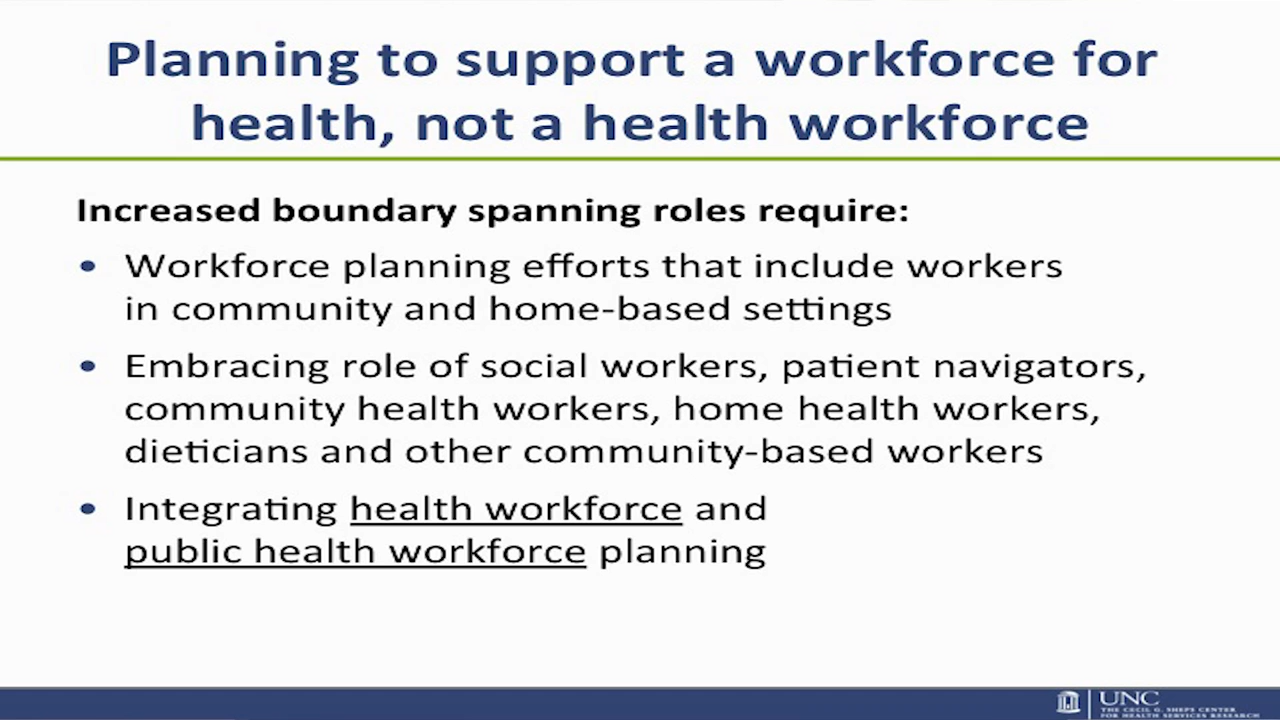 Planning to support a workforce for
health, not a health workforce
Increased boundary spanning roles require:
• Workforce planning efforts that include workers
in community and home-based settings
• Embracing role of social workers, patient navigators,
community health workers, home health workers,
dieticians and other community-based workers
• Integrating health workforce and
public health workforce planning
UNC
THE CECIL G. SHEPS CENTER
FOR HEALTH SERVICES RESEARCH